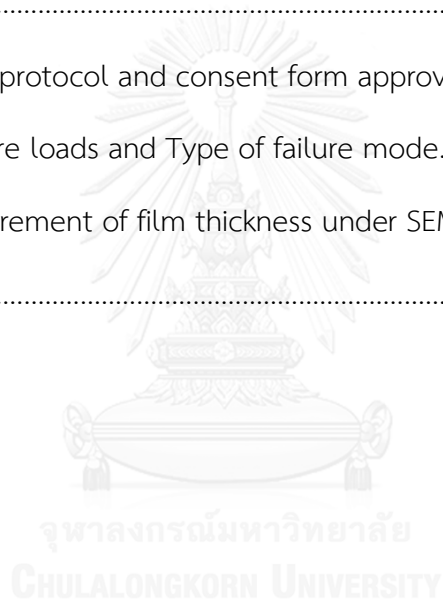 protocol and consent form approv
re loads and Type of failure mode.
rement of film thickness under SEM
จุฬาลงกรณ์มหาวิทยาลัย
CHULALONGKORN UNIVERSITY